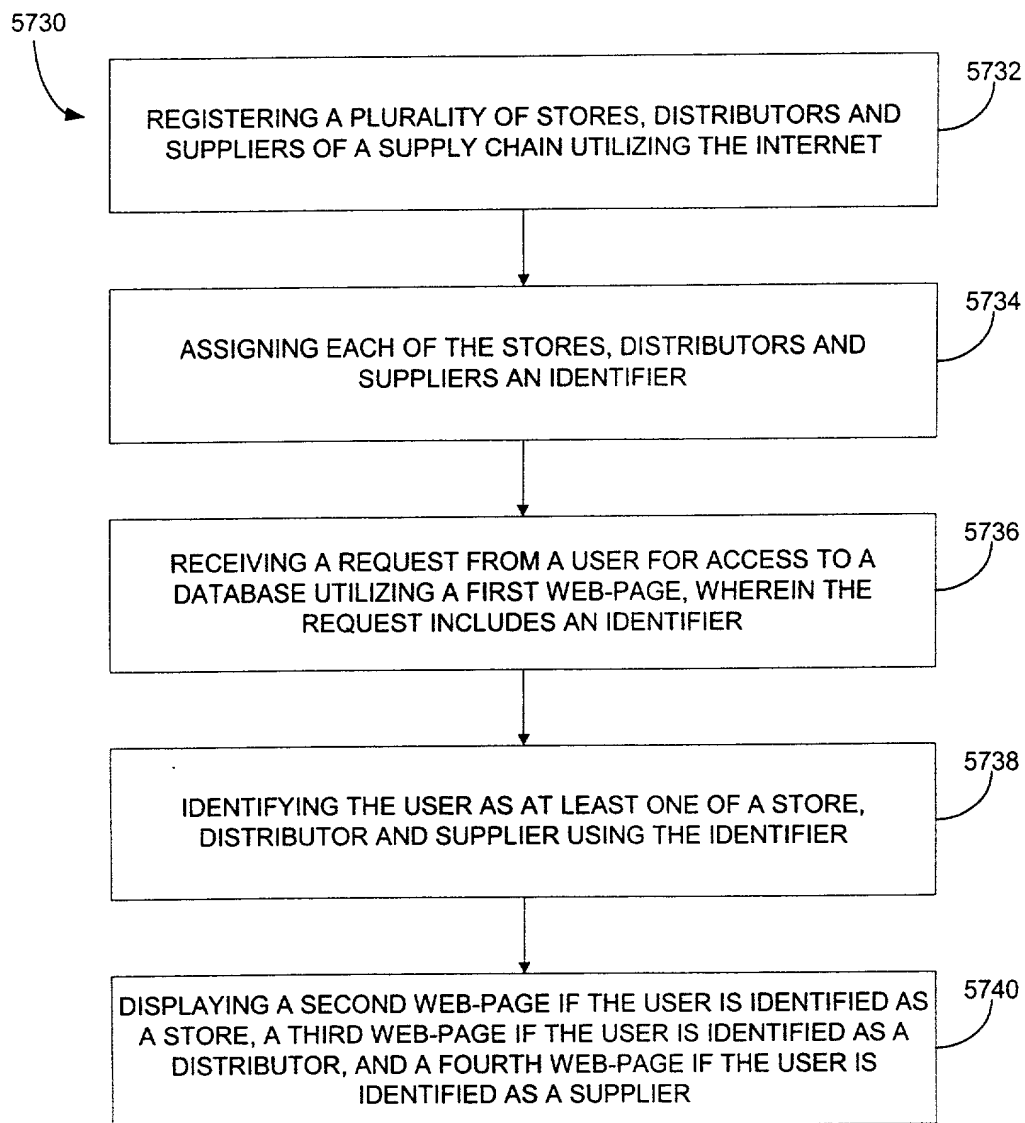 5730
5732
REGISTERING A PLURALITY OF STORES, DISTRIBUTORS AND
SUPPLIERS OF A SUPPLY CHAIN UTILIZING THE INTERNET
5734
ASSIGNING EACH OF THE STORES, DISTRIBUTORS AND
SUPPLIERS AN IDENTIFIER
5736
RECEIVING A REQUEST FROM A USER FOR ACCESS TO A
DATABASE UTILIZING A FIRST WEB-PAGE, WHEREIN THE
REQUEST INCLUDES AN IDENTIFIER
5738
IDENTIFYING THE USER AS AT LEAST ONE OF A STORE,
DISTRIBUTOR AND SUPPLIER USING THE IDENTIFIER
5740
DISPLAYING A SECOND WEB-PAGE IF THE USER IS IDENTIFIED AS
A STORE, A THIRD WEB-PAGE IF THE USER IS IDENTIFIED AS A
DISTRIBUTOR, AND A FOURTH WEB-PAGE IF THE USER IS
IDENTIFIED AS A SUPPLIER